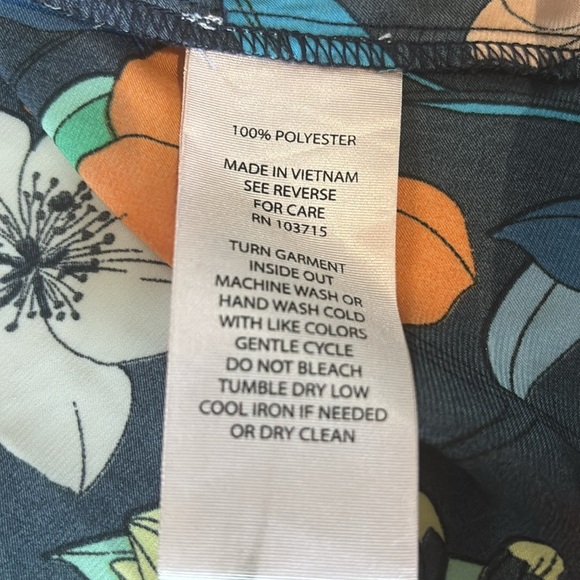 100% POLYESTER
MADE IN VIETNAM
SEE REVERSE
FOR CARE
RN 103715
TURN GARMENT
INSIDE OUT
MACHINE WASH OR
HAND WASH COLD
WITH LIKE COLORS
GENTLE CYCLE
DO NOT BLEACH
TUMBLE DRY LOW
COOL IRON IF NEEDED
OR DRY CLEAN